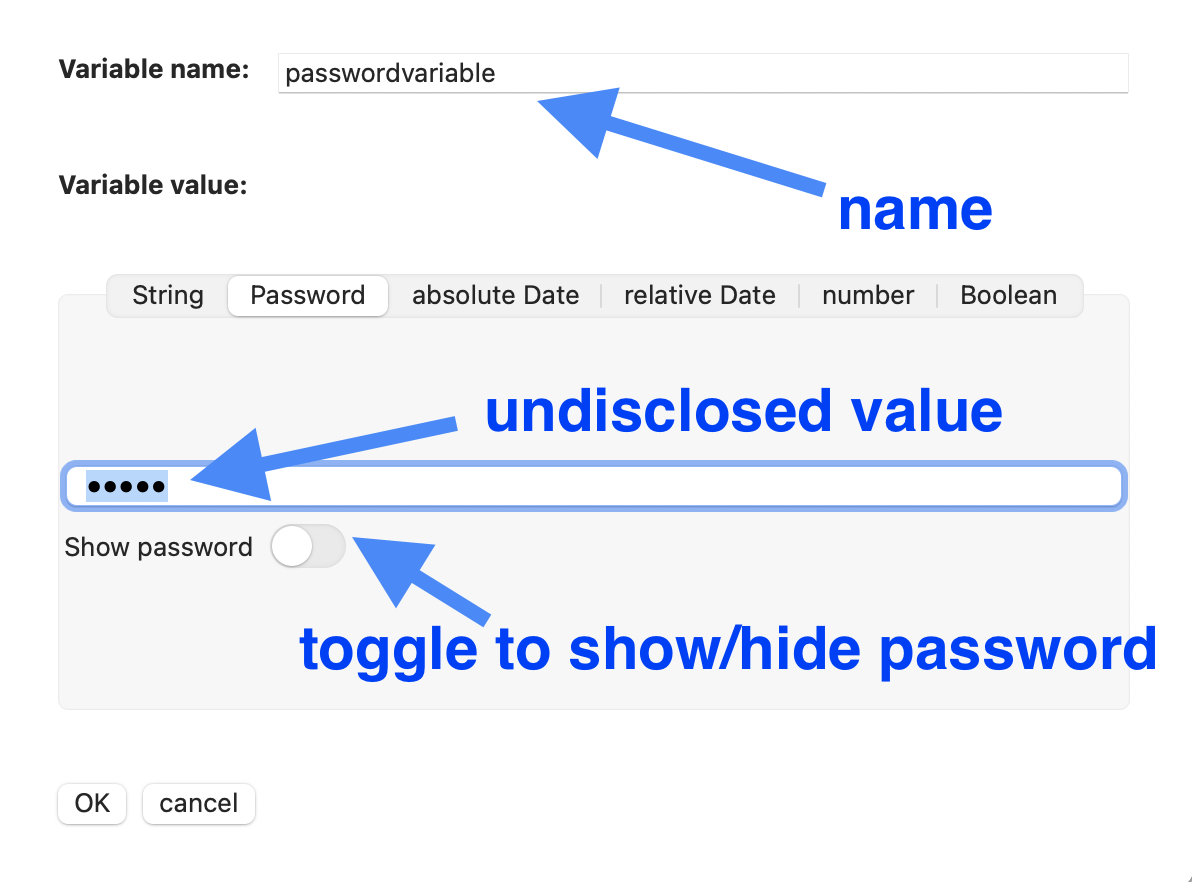 Variable name: passwordvariable
name
Variable value:
String Password absolute Date relative Date number Boolean
undisclosed value
•••••
Show password
toggle to show/hide password
OK cancel